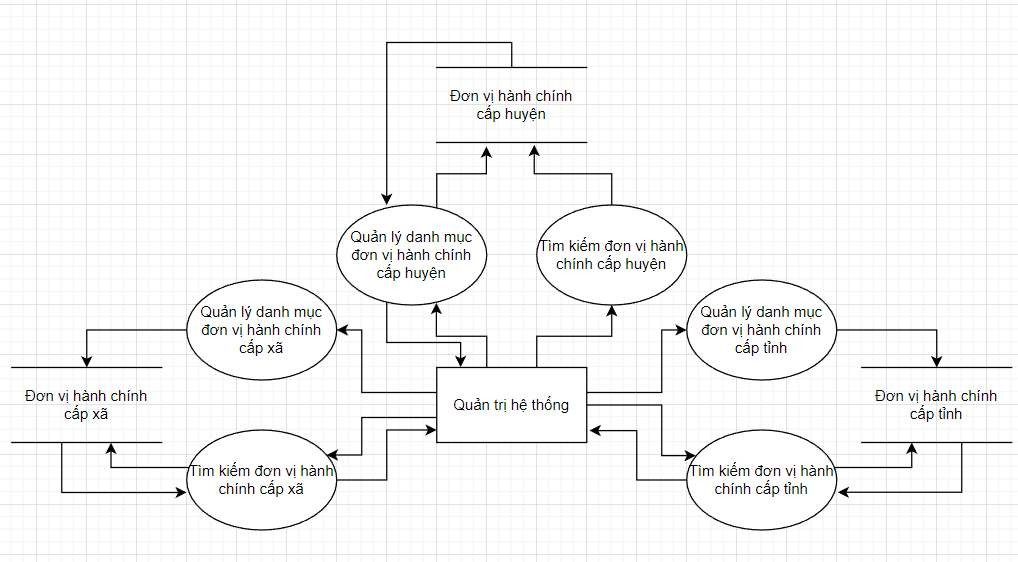 Đơn vị hành chính
cấp huyện
Quản lý danh mục
đơn vị hành chính
cấp huyện
Tìm kiếm đơn vị hành
chính cấp huyện
Quản lý danh mục
đơn vị hành chính
cấp xã
Quản lý danh mục
đơn vị hành chính
cấp tỉnh
Đơn vị hành chính
cấp xã
Quản trị hệ thống
Đơn vị hành chính
cấp tỉnh
Tìm kiếm đơn vị hành
chính cấp xã
Tìm kiếm đơn vị hành
chính cấp tỉnh